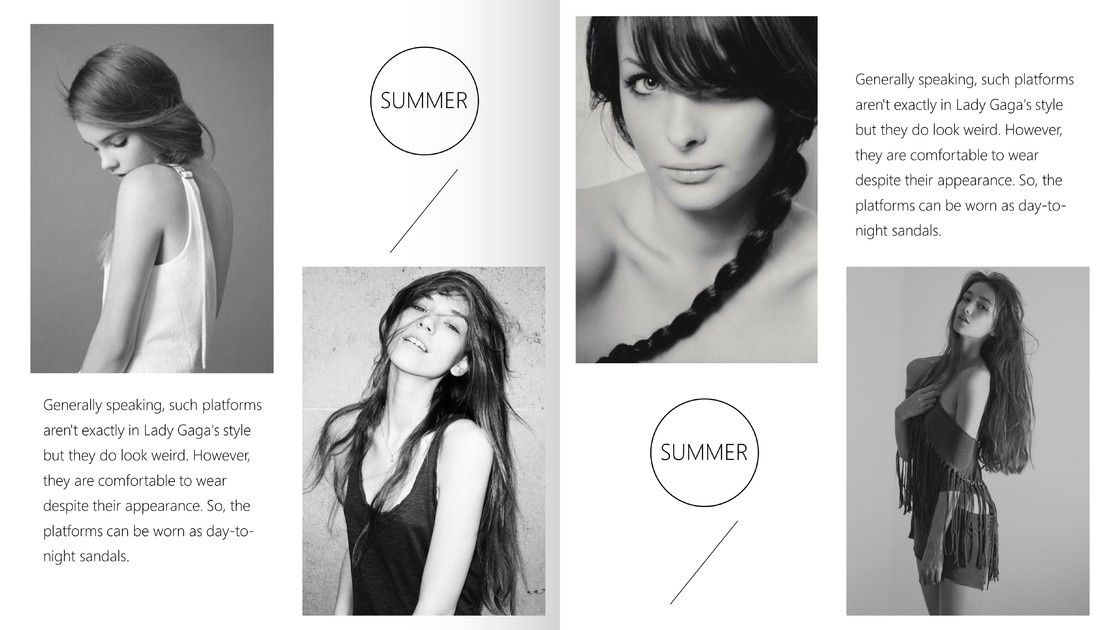 SUMMER
Generally speaking, such platforms
aren't exactly in Lady Gaga's style
but they do look weird. However,
they are comfortable to wear
despite their appearance. So, the
platforms can be worn as day-to-
night sandals.
Generally speaking, such platforms
aren't exactly in Lady Gaga's style
but they do look weird. However,
they are comfortable to wear
despite their appearance. So, the
platforms can be worn as day-to-
night sandals.
SUMMER